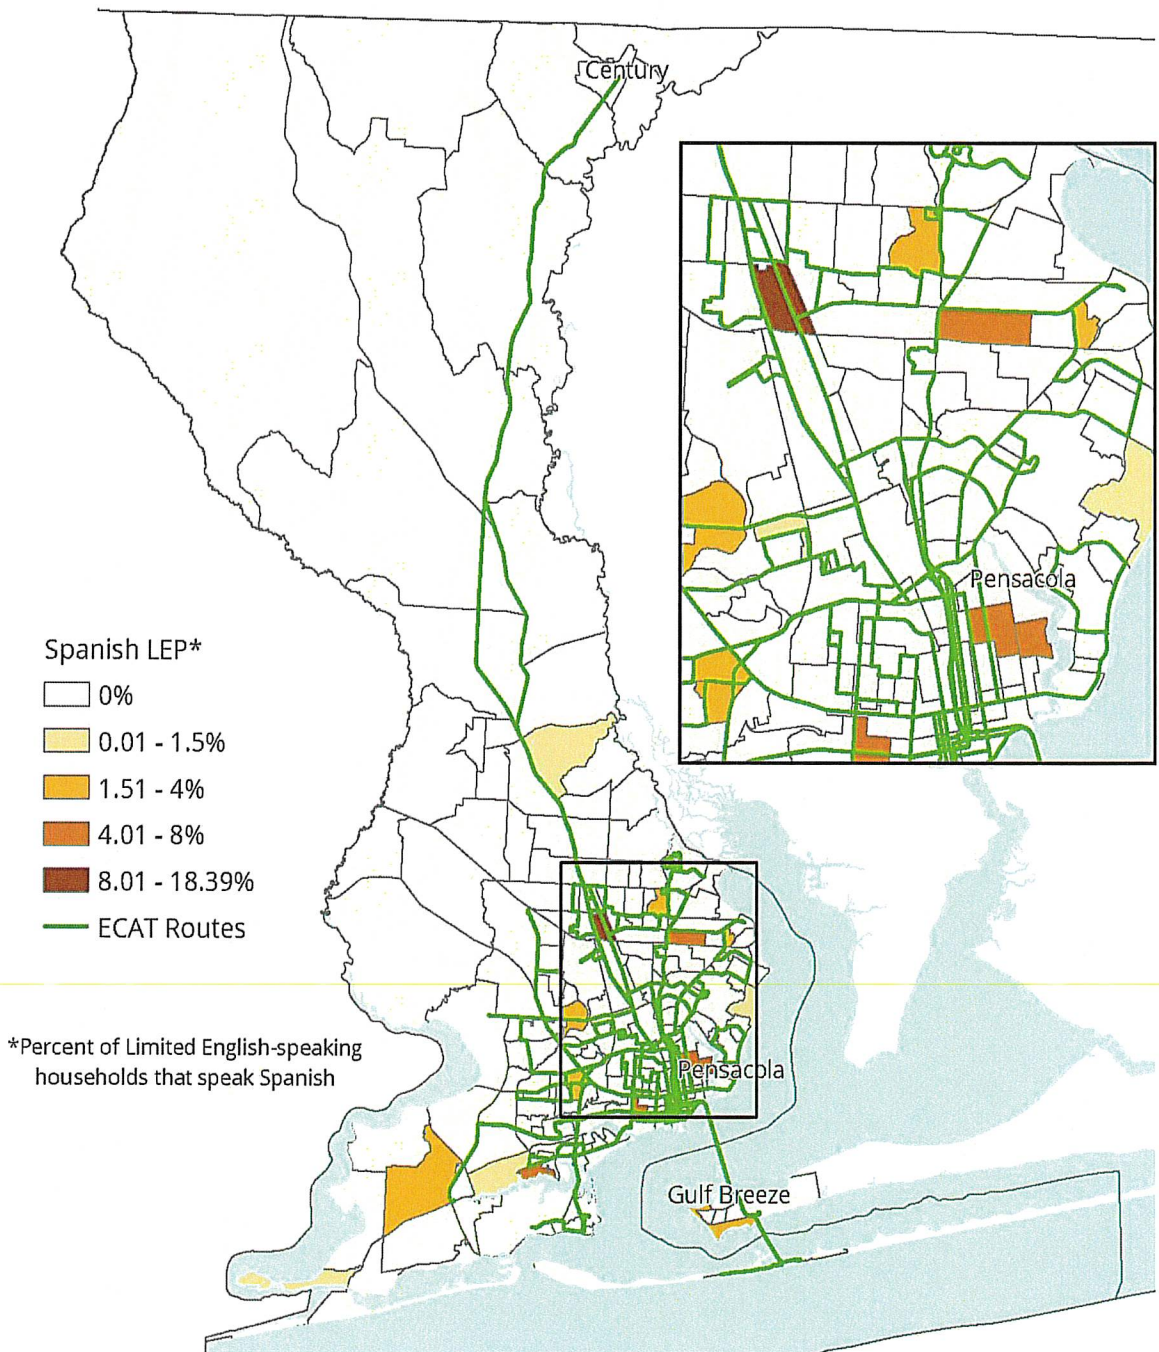 Century
Pensacola
Spanish LEP*
0%
0.01 - 1.5%
1.51 - 4%
4.01 - 8%
8.01 - 18.39%
ECAT Routes
*Percent of Limited English-speaking
households that speak Spanish
Pensacola
Gulf Breeze